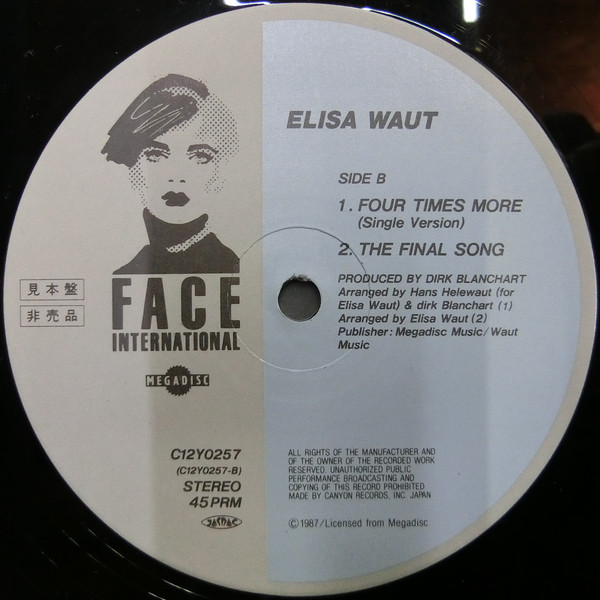 ELISA WAUT
SIDE B
1. FOUR TIMES MORE
(Single Version)
2. THE FINAL SONG
PRODUCED BY DIRK BLANCHART
Arranged by Hans Helewaut (for
Elisa Waut) & dirk Blanchart (1)
Arranged by Elisa Waut (2)
Publisher: Megadisc Music/Waut
Music
見本盤
非売品
FACE
INTERNATIONAL
MEGADISC
C12Y0257
(C12Y0257-B)
STEREO
45PRM
JASRAC
ALL RIGHTS OF THE MANUFACTURER AND
OF THE OWNER OF THE RECORDED WORK
RESERVED. UNAUTHORIZED PUBLIC
PERFORMANCE BROADCASTING AND
COPYING OF THIS RECORD PROHIBITED
MADE BY CANYON RECORDS, INC. JAPAN
©1987/Licensed from Megadisc